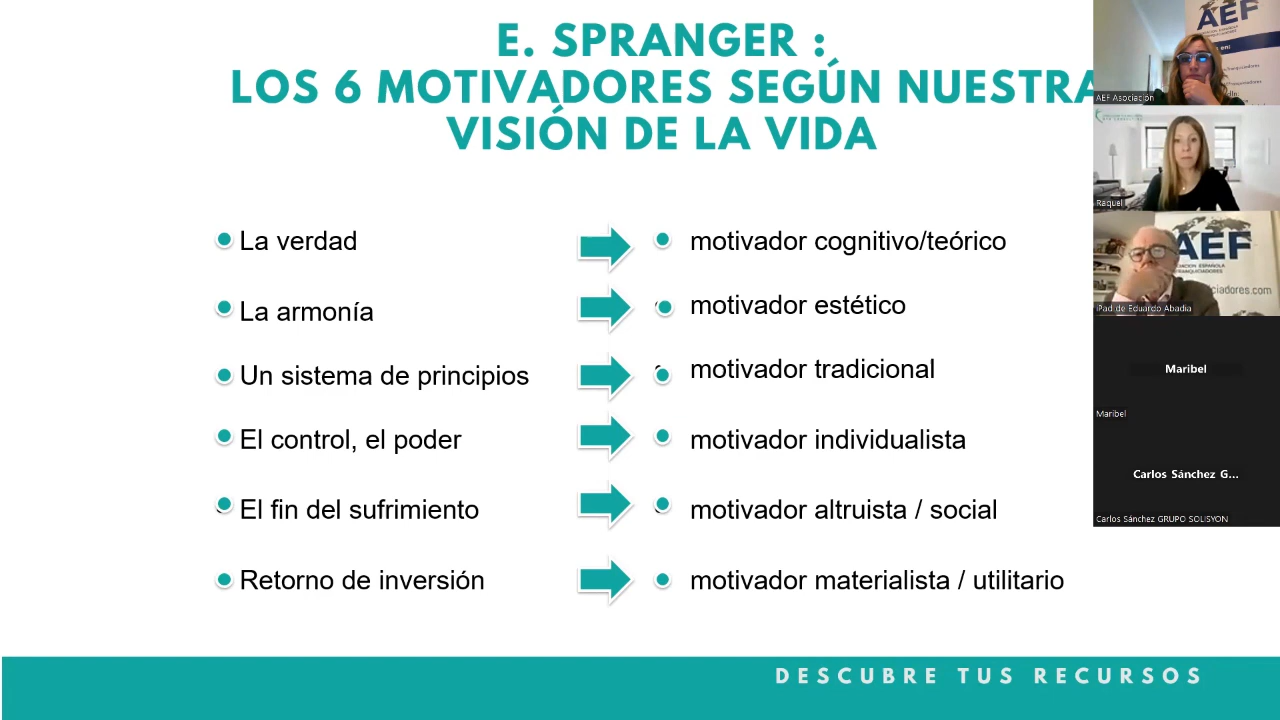 E. SPRANGER :
LOS 6 MOTIVADORES SEGÚN NUESTRA
VISIÓN DE LA VIDA
La verdad
motivador cognitivo/teórico
La armonía
motivador estético
Un sistema de principios
motivador tradicional
El control, el poder
motivador individualista
El fin del sufrimiento
motivador altruista / social
Retorno de inversión
motivador materialista / utilitario
DESCUBRE TUS RECURSOS
AEF
AEF Asociación
Raquel
AEF
iPad de Eduardo Abadia
Maribel
Maribel
Carlos Sánchez G...
Carlos Sánchez GRUPO SOLISYON